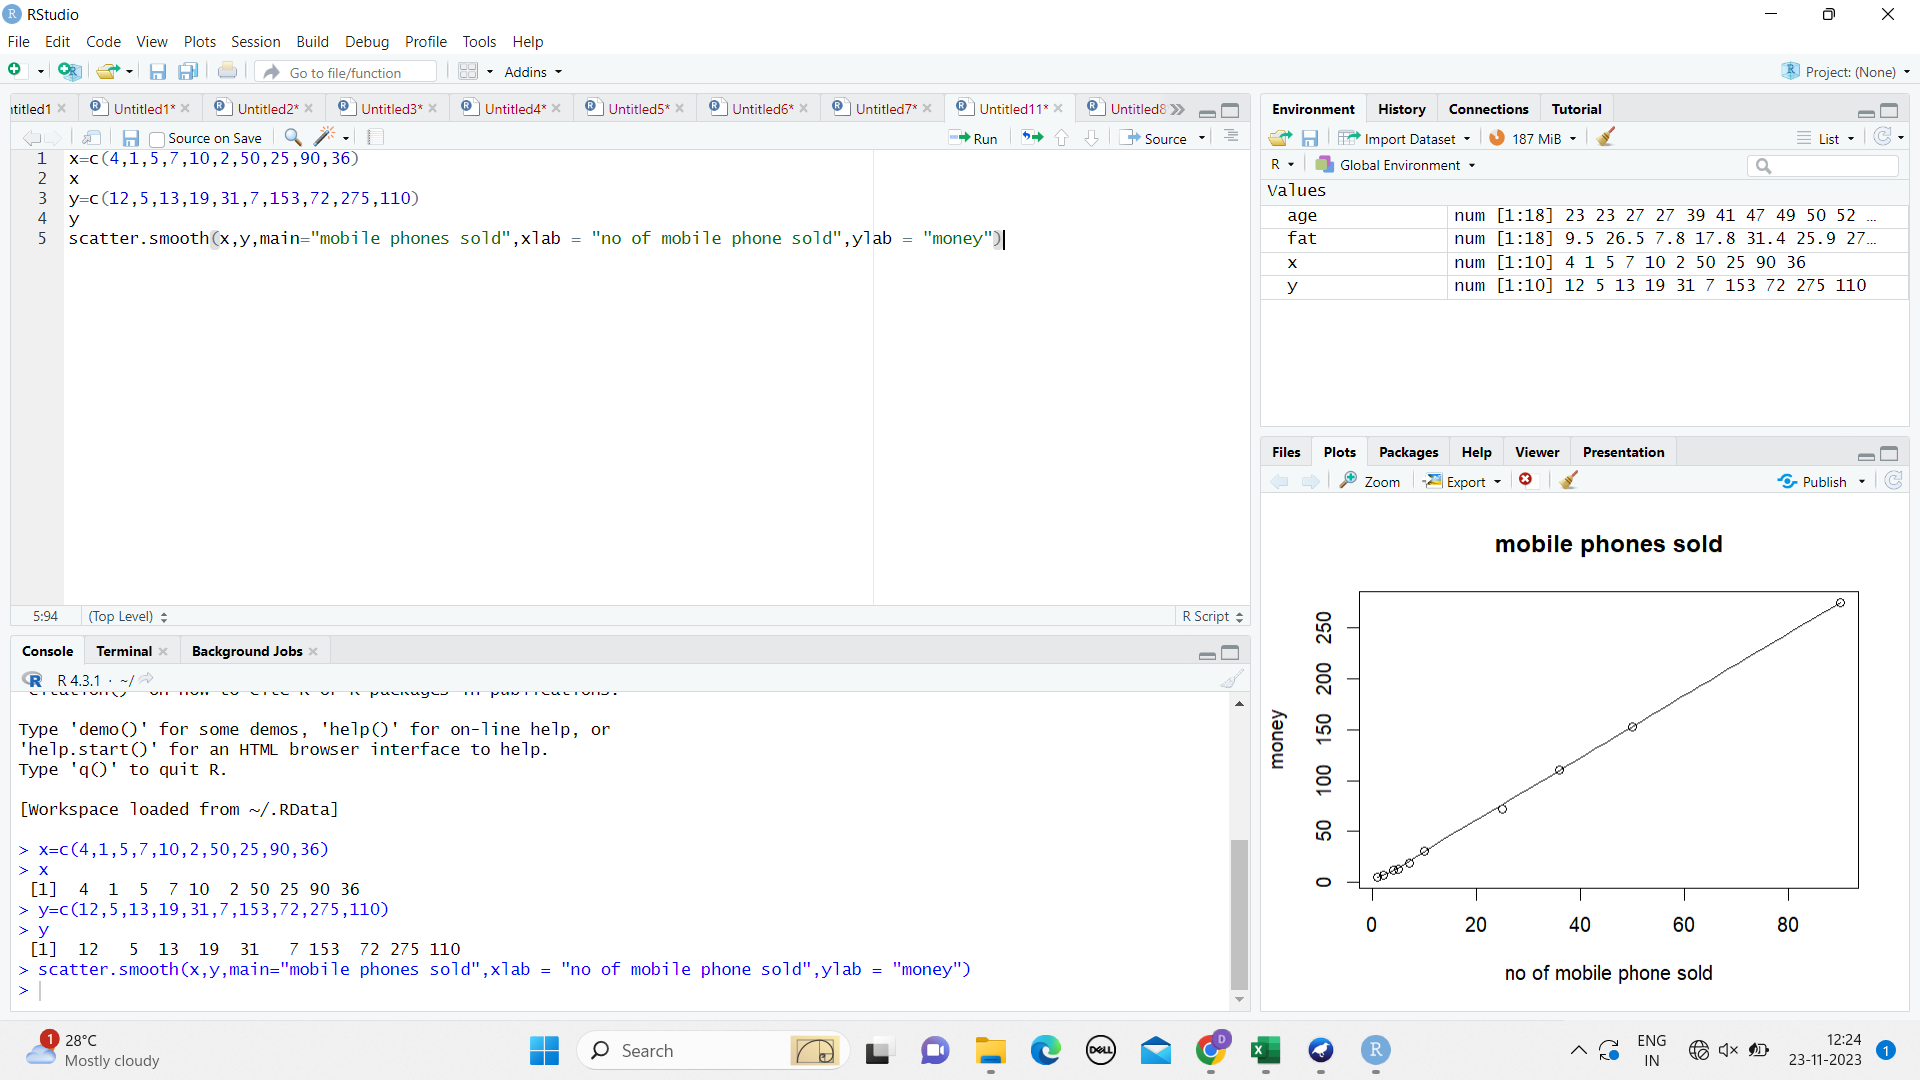 RStudio
File Edit Code View Plots Session Build Debug Profile Tools Help
Go to file/function Addins Project: (None)
ntitled1 Untitled1* Untitled2* Untitled3* Untitled4* Untitled5* Untitled6* Untitled7* Untitled11* Untitled8
Source on Save Run Source
1 x=c(4,1,5,7,10,2,50,25,90,36)
2 x
3 y=c(12,5,13,19,31,7,153,72,275,110)
4 y
5 scatter.smooth(x,y,main="mobile phones sold",xlab = "no of mobile phone sold",ylab = "money")
5:94 (Top Level) R Script
Console Terminal Background Jobs
R 4.3.1 · ~/
'citation()' on how to cite R or R packages in publications.
Type 'demo()' for some demos, 'help()' for on-line help, or
'help.start()' for an HTML browser interface to help.
Type 'q()' to quit R.
[Workspace loaded from ~/.RData]
> x=c(4,1,5,7,10,2,50,25,90,36)
> x
[1] 4 1 5 7 10 2 50 25 90 36
> y=c(12,5,13,19,31,7,153,72,275,110)
> y
[1] 12 5 13 19 31 7 153 72 275 110
> scatter.smooth(x,y,main="mobile phones sold",xlab = "no of mobile phone sold",ylab = "money")
>
Environment History Connections Tutorial
Import Dataset 187 MiB List
R Global Environment
Values
age num [1:18] 23 23 27 27 39 41 47 49 50 52 ...
fat num [1:18] 9.5 26.5 7.8 17.8 31.4 25.9 27...
x num [1:10] 4 1 5 7 10 2 50 25 90 36
y num [1:10] 12 5 13 19 31 7 153 72 275 110
Files Plots Packages Help Viewer Presentation
Zoom Export Publish
mobile phones sold
money
250
200
150
100
50
0
0 20 40 60 80
no of mobile phone sold
1 28°C
Mostly cloudy
Search
DELL
D
R
ENG
IN
12:24
23-11-2023
1